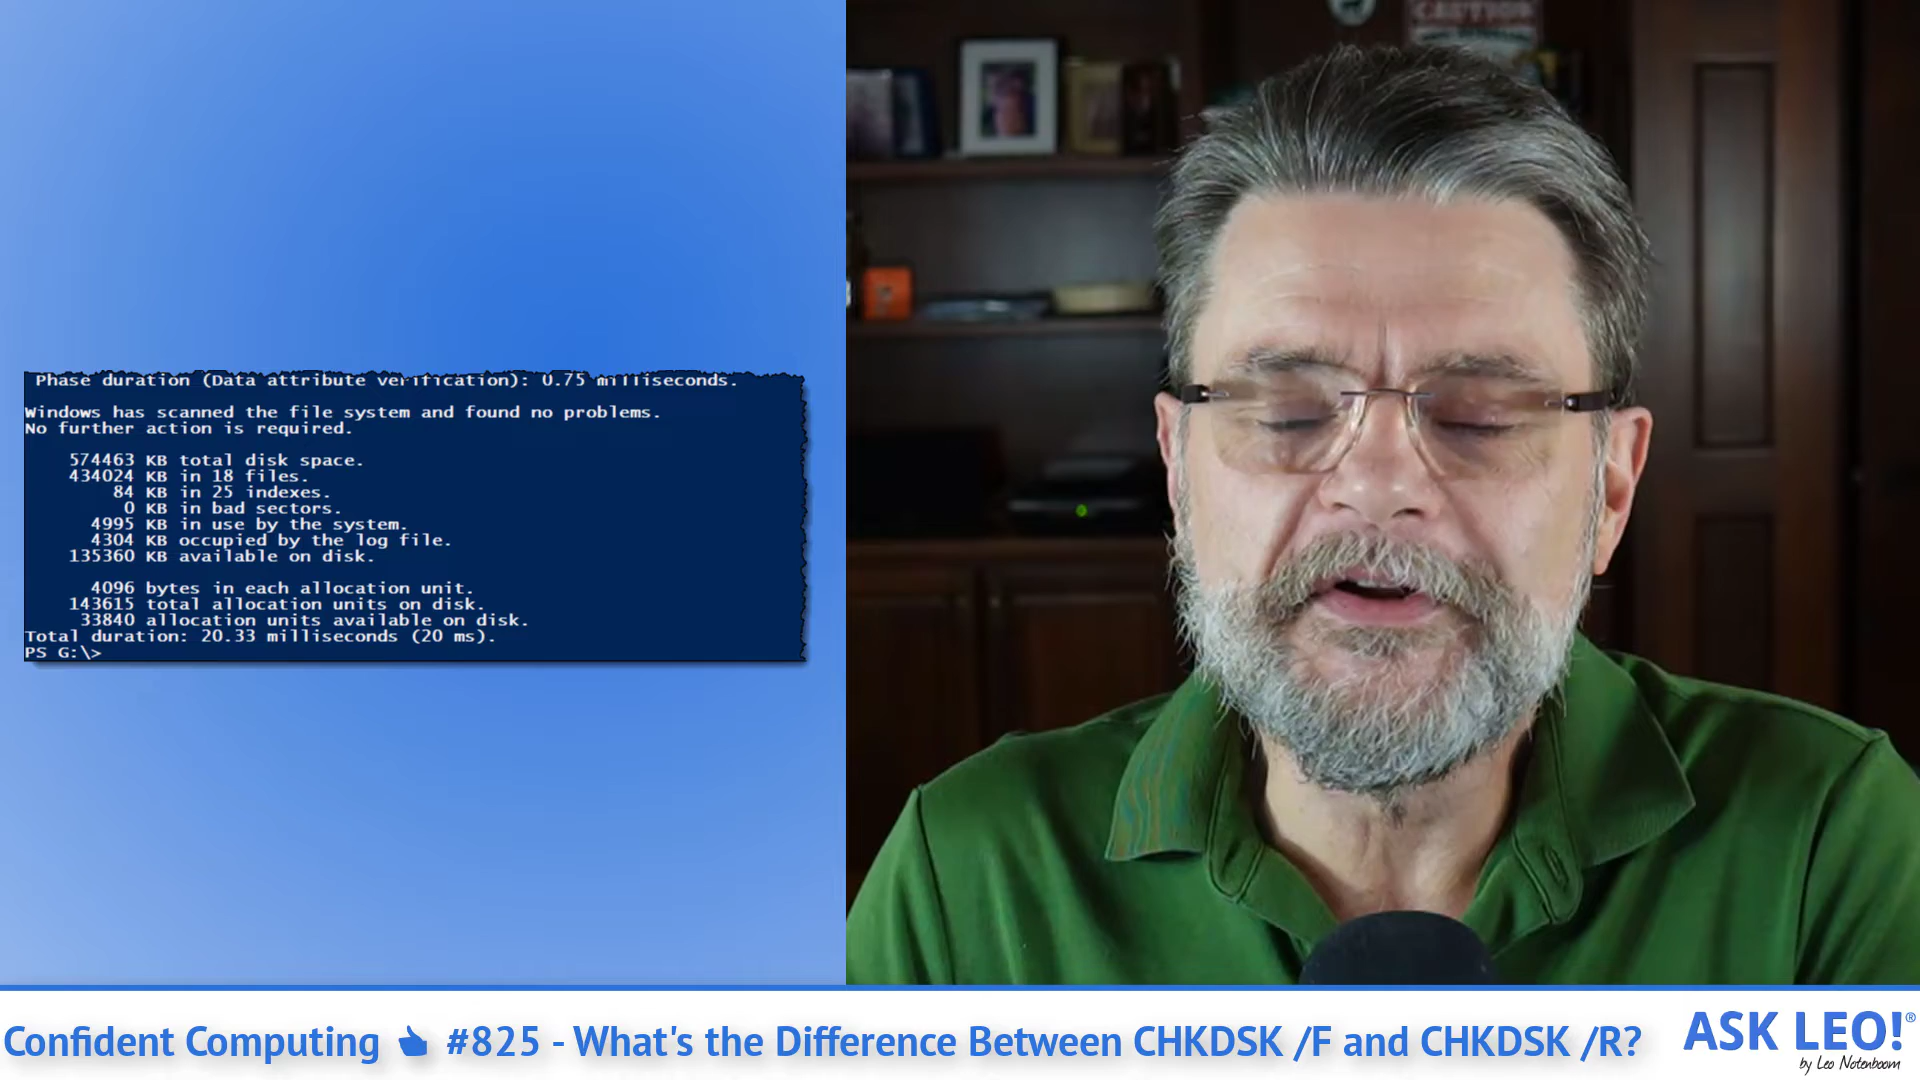 CAUTION
Phase duration (Data attribute verification): 0.75 milliseconds.
Windows has scanned the file system and found no problems.
No further action is required.
574463 KB total disk space.
434024 KB in 18 files.
84 KB in 25 indexes.
0 KB in bad sectors.
4995 KB in use by the system.
4304 KB occupied by the log file.
135360 KB available on disk.
4096 bytes in each allocation unit.
143615 total allocation units on disk.
33840 allocation units available on disk.
Total duration: 20.33 milliseconds (20 ms).
PS G:\>
Confident Computing #825 - What's the Difference Between CHKDSK /F and CHKDSK /R?
ASK LEO!®
by Leo Notenboom